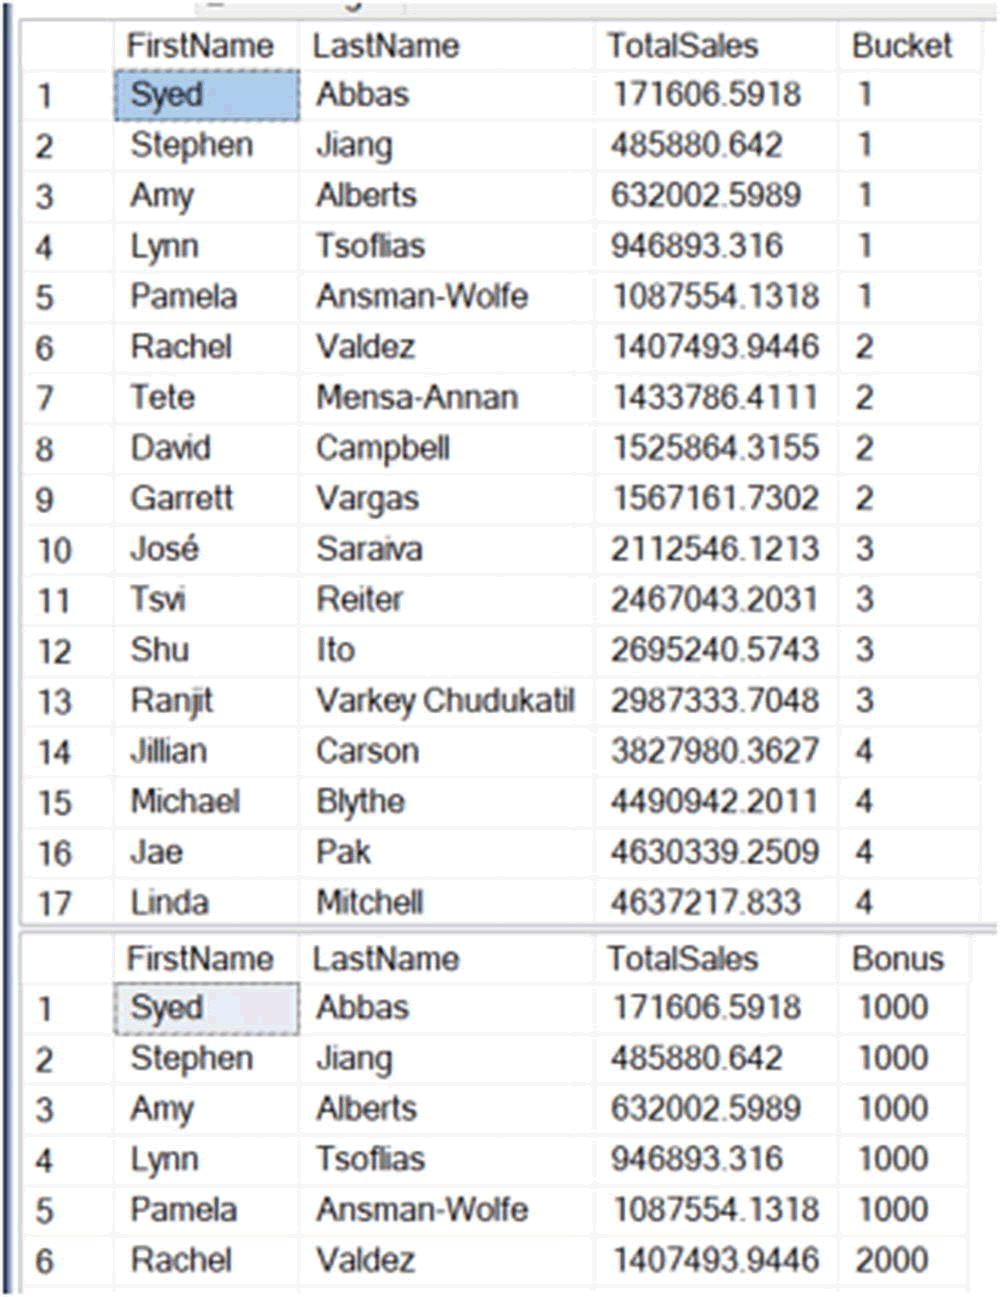 FirstName LastName TotalSales Bucket
1 Syed Abbas 171606.5918 1
2 Stephen Jiang 485880.642 1
3 Amy Alberts 632002.5989 1
4 Lynn Tsoflias 946893.316 1
5 Pamela Ansman-Wolfe 1087554.1318 1
6 Rachel Valdez 1407493.9446 2
7 Tete Mensa-Annan 1433786.4111 2
8 David Campbell 1525864.3155 2
9 Garrett Vargas 1567161.7302 2
10 José Saraiva 2112546.1213 3
11 Tsvi Reiter 2467043.2031 3
12 Shu Ito 2695240.5743 3
13 Ranjit Varkey Chudukatil 2987333.7048 3
14 Jillian Carson 3827980.3627 4
15 Michael Blythe 4490942.2011 4
16 Jae Pak 4630339.2509 4
17 Linda Mitchell 4637217.833 4
FirstName LastName TotalSales Bonus
1 Syed Abbas 171606.5918 1000
2 Stephen Jiang 485880.642 1000
3 Amy Alberts 632002.5989 1000
4 Lynn Tsoflias 946893.316 1000
5 Pamela Ansman-Wolfe 1087554.1318 1000
6 Rachel Valdez 1407493.9446 2000